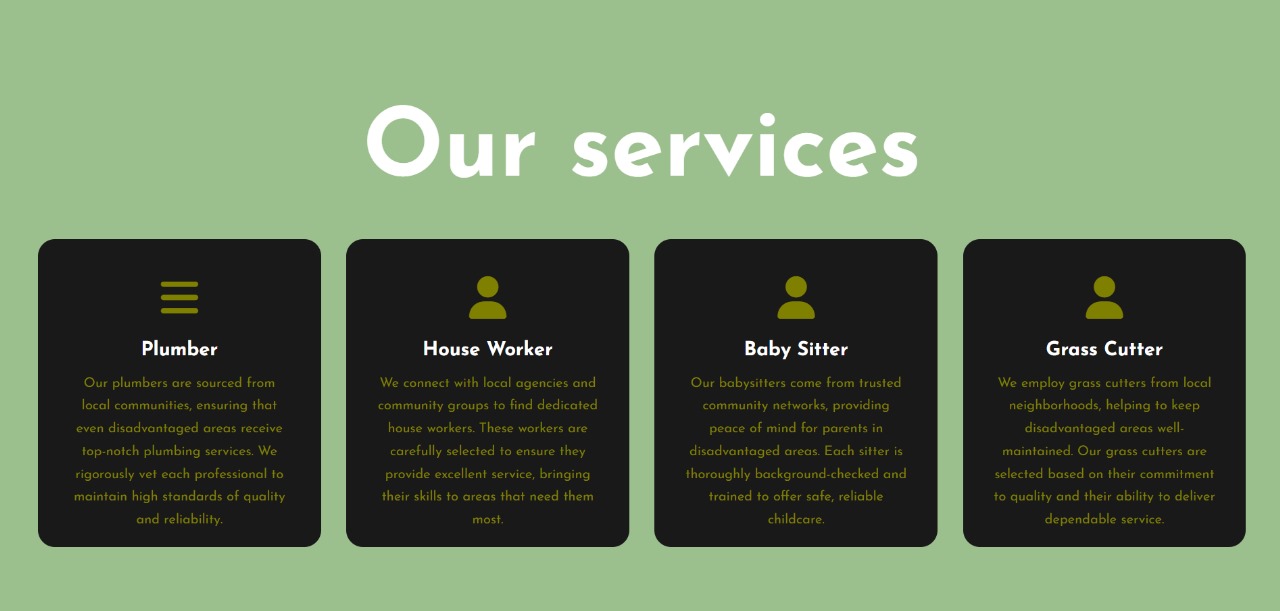 Our services
Plumber
Our plumbers are sourced from
local communities, ensuring that
even disadvantaged areas receive
top-notch plumbing services. We
rigorously vet each professional to
maintain high standards of quality
and reliability.
House Worker
We connect with local agencies and
community groups to find dedicated
house workers. These workers are
carefully selected to ensure they
provide excellent service, bringing
their skills to areas that need them
most.
Baby Sitter
Our babysitters come from trusted
community networks, providing
peace of mind for parents in
disadvantaged areas. Each sitter is
thoroughly background-checked and
trained to offer safe, reliable
childcare.
Grass Cutter
We employ grass cutters from local
neighborhoods, helping to keep
disadvantaged areas well-
maintained. Our grass cutters are
selected based on their commitment
to quality and their ability to deliver
dependable service.